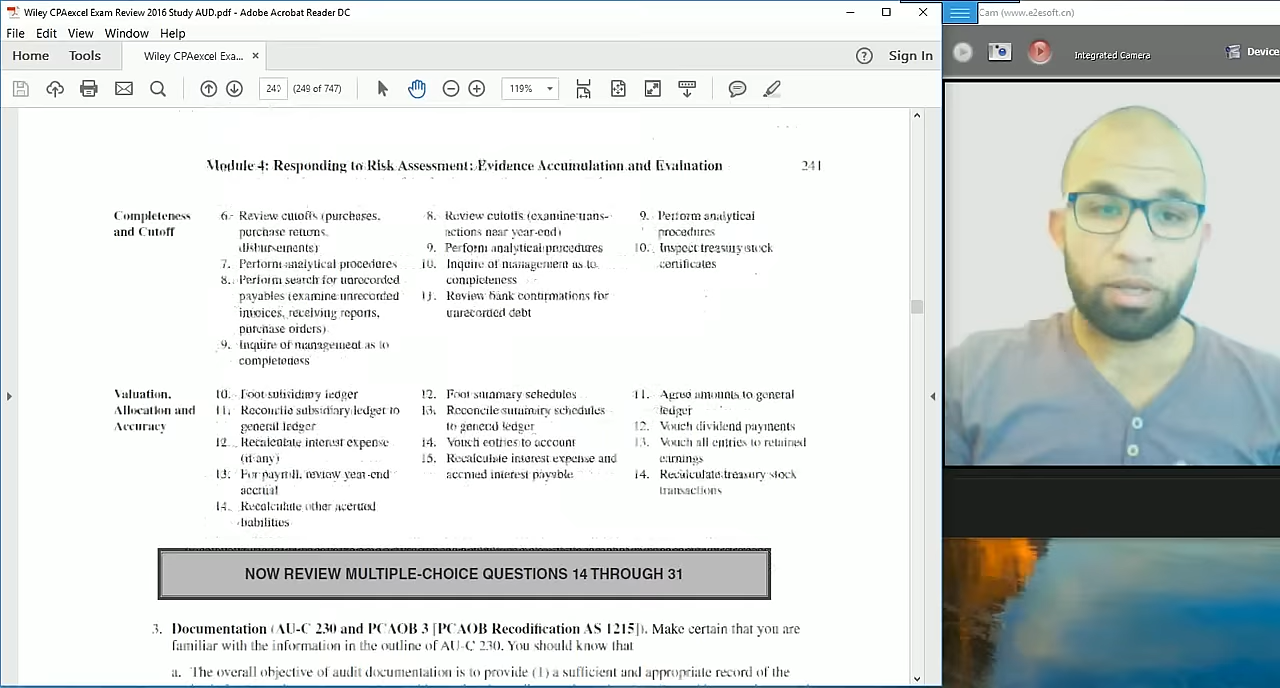 Wiley CPAexcel Exam Review 2016 Study AUD.pdf - Adobe Acrobat Reader DC
Cam (www.e2esoft.cn)
File Edit View Window Help
Home Tools Wiley CPAexcel Exa... × Sign In
Integrated Camera Device
240 (249 of 747) 119%
Module 4: Responding to Risk Assessment: Evidence Accumulation and Evaluation 241
Completeness and Cutoff
6. Review cutoffs (purchases,
purchase returns,
disbursements)
7. Perform analytical procedures
8. Perform search for unrecorded
payables (examine unrecorded
invoices, receiving reports,
purchase orders)
9. Inquire of management as to
completeness
8. Review cutoffs (examine trans-
actions near year-end)
9. Perform analytical procedures
10. Inquire of management as to
completeness
11. Review bank confirmations for
unrecorded debt
9. Perform analytical
procedures
10. Inspect treasury stock
certificates
Valuation,
Allocation and
Accuracy
10. Foot subsidiary ledger
11. Reconcile subsidiary ledger to
general ledger
12. Recalculate interest expense
(if any)
13. For payroll, review year-end
accrual
14. Recalculate other accrued
liabilities
12. Foot summary schedules
13. Reconcile summary schedules
to general ledger
14. Vouch entries to account
15. Recalculate interest expense and
accrued interest payable
11. Agree amounts to general
ledger
12. Vouch dividend payments
13. Vouch all entries to retained
earnings
14. Recalculate treasury stock
transactions
NOW REVIEW MULTIPLE-CHOICE QUESTIONS 14 THROUGH 31
3. Documentation (AU-C 230 and PCAOB 3 [PCAOB Recodification AS 1215]). Make certain that you are
familiar with the information in the outline of AU-C 230. You should know that
a. The overall objective of audit documentation is to provide (1) a sufficient and appropriate record of the